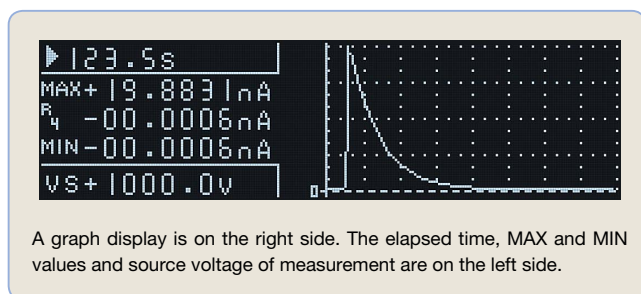 ▶123.5s
MAX+19.8831nA
R4 -00.0006nA
MIN-00.0006nA
VS+1000.0v
0
A graph display is on the right side. The elapsed time, MAX and MIN
values and source voltage of measurement are on the left side.